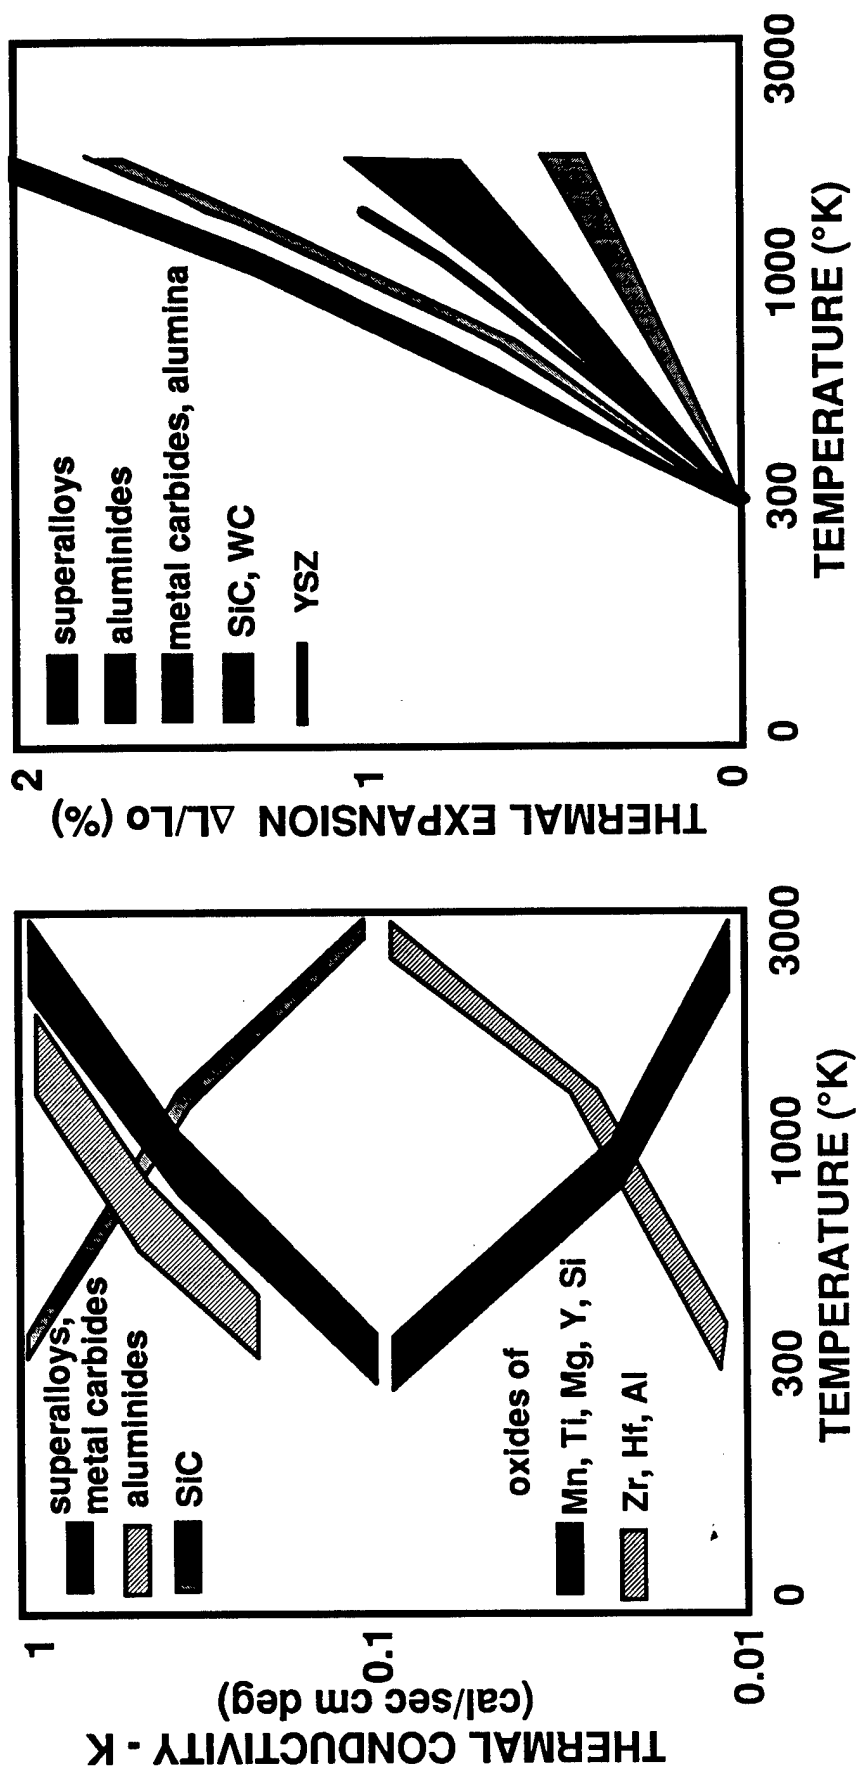 THERMAL CONDUCTIVITY - K
(cal/sec cm deg)
1
0.1
0.01
superalloys,
metal carbides
aluminides
SiC
oxides of
Mn, Ti, Mg, Y, Si
Zr, Hf, Al
0
300
1000
3000
TEMPERATURE (°K)
THERMAL EXPANSION ΔL/Lo (%)
2
1
0
superalloys
aluminides
metal carbides, alumina
SiC, WC
YSZ
0
300
1000
3000
TEMPERATURE (°K)